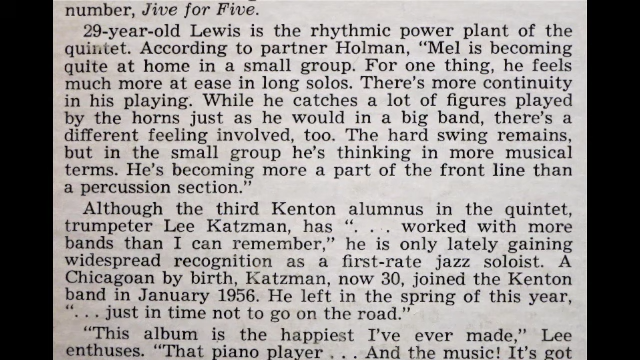 number, Jive for Five.
29-year-old Lewis is the rhythmic power plant of the
quintet. According to partner Holman, “Mel is becoming
quite at home in a small group. For one thing, he feels
much more at ease in long solos. There’s more continuity
in his playing. While he catches a lot of figures played
by the horns just as he would in a big band, there’s a
different feeling involved, too. The hard swing remains,
but in the small group he’s thinking in more musical
terms. He’s becoming more a part of the front line than
a percussion section.”
Although the third Kenton alumnus in the quintet,
trumpeter Lee Katzman, has “. . . worked with more
bands than I can remember,” he is only lately gaining
widespread recognition as a first-rate jazz soloist. A
Chicagoan by birth, Katzman, now 30, joined the Kenton
band in January 1956. He left in the spring of this year,
“. . . just in time not to go on the road.”
“This album is the happiest I’ve ever made,” Lee
enthuses. “That piano player . . . And the music! It’s got